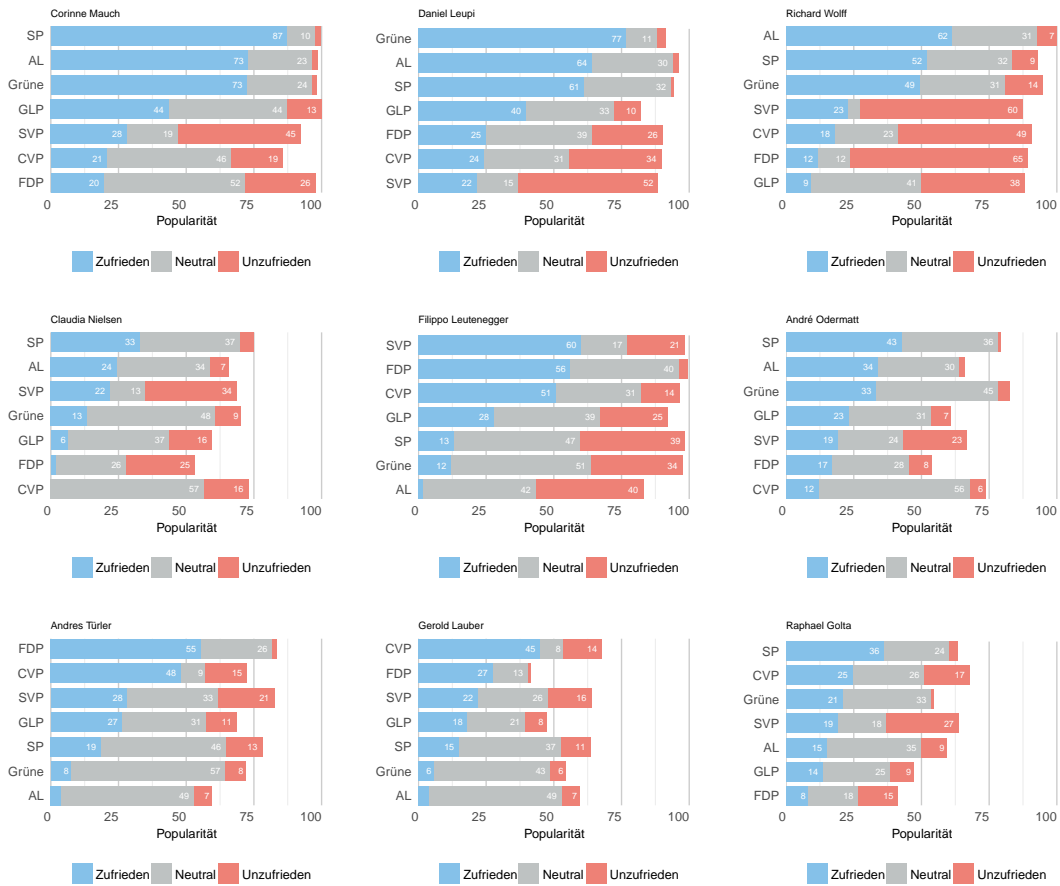 Corinne Mauch
SP 87 10
AL 73 23
Grüne 73 24
GLP 44 44 13
SVP 28 19 45
CVP 21 46 19
FDP 20 52 26
0 25 50 75 100
Popularität
Zufrieden Neutral Unzufrieden
Daniel Leupi
Grüne 77 11
AL 64 30
SP 61 32
GLP 40 33 10
FDP 25 39 26
CVP 24 31 34
SVP 22 15 52
0 25 50 75 100
Popularität
Zufrieden Neutral Unzufrieden
Richard Wolff
AL 62 31 7
SP 52 32 9
Grüne 49 31 14
SVP 23 60
CVP 18 23 49
FDP 12 12 65
GLP 9 41 38
0 25 50 75 100
Popularität
Zufrieden Neutral Unzufrieden
Claudia Nielsen
SP 33 37
AL 24 34 7
SVP 22 13 34
Grüne 13 48 9
GLP 6 37 16
FDP 26 25
CVP 57 16
0 25 50 75 100
Popularität
Zufrieden Neutral Unzufrieden
Filippo Leutenegger
SVP 60 17 21
FDP 56 40
CVP 51 31 14
GLP 28 39 25
SP 13 47 39
Grüne 12 51 34
AL 42 40
0 25 50 75 100
Popularität
Zufrieden Neutral Unzufrieden
André Odermatt
SP 43 36
AL 34 30
Grüne 33 45
GLP 23 31 7
SVP 19 24 23
FDP 17 28 8
CVP 12 56 6
0 25 50 75 100
Popularität
Zufrieden Neutral Unzufrieden
Andres Türler
FDP 55 26
CVP 48 9 15
SVP 28 33 21
GLP 27 31 11
SP 19 46 13
Grüne 8 57 8
AL 49 7
0 25 50 75 100
Popularität
Zufrieden Neutral Unzufrieden
Gerold Lauber
CVP 45 8 14
FDP 27 13
SVP 22 26 16
GLP 18 21 8
SP 15 37 11
Grüne 6 43 6
AL 49 7
0 25 50 75 100
Popularität
Zufrieden Neutral Unzufrieden
Raphael Golta
SP 36 24
CVP 25 26 17
Grüne 21 33
SVP 19 18 27
AL 15 35 9
GLP 14 25 9
FDP 8 18 15
0 25 50 75 100
Popularität
Zufrieden Neutral Unzufrieden